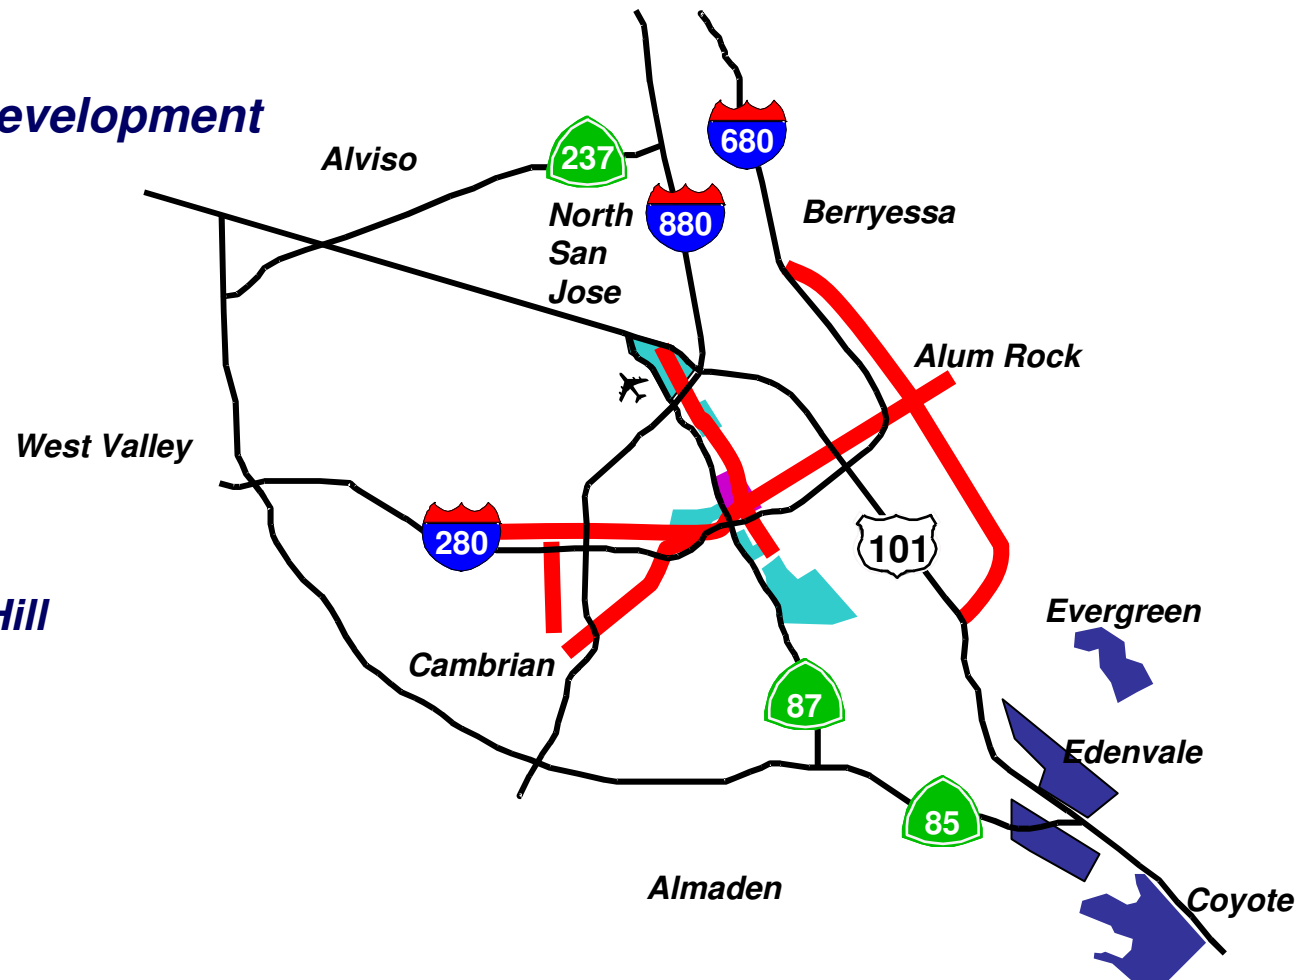 evelopment
680
237
Alviso
Berryessa
North
San
Jose
880
Alum Rock
West Valley
280
101
Evergreen
Hill
Cambrian
87
Edenvale
85
Almaden
Coyote